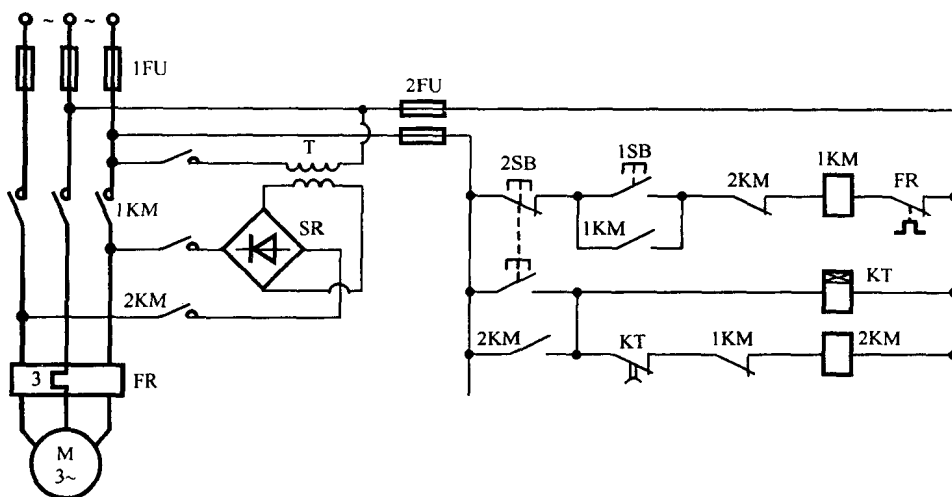 ~ ~
1FU
2FU
T
2SB 1SB 1KM
2KM FR
1KM
1KM
SR
KT
2KM
2KM KT 1KM 2KM
3 FR
M
3~